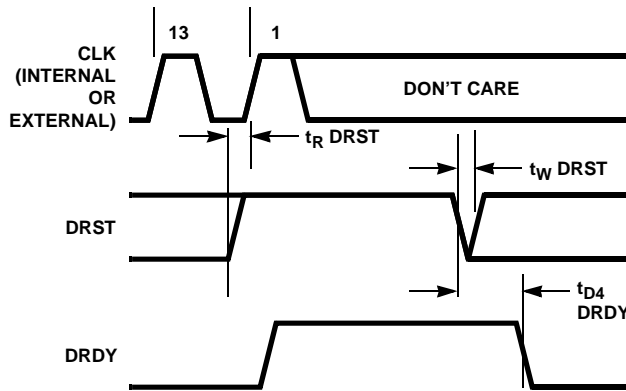 13 1
CLK
(INTERNAL
OR
EXTERNAL)
DON'T CARE
tR DRST
tW DRST
DRST
tD4
DRDY
DRDY